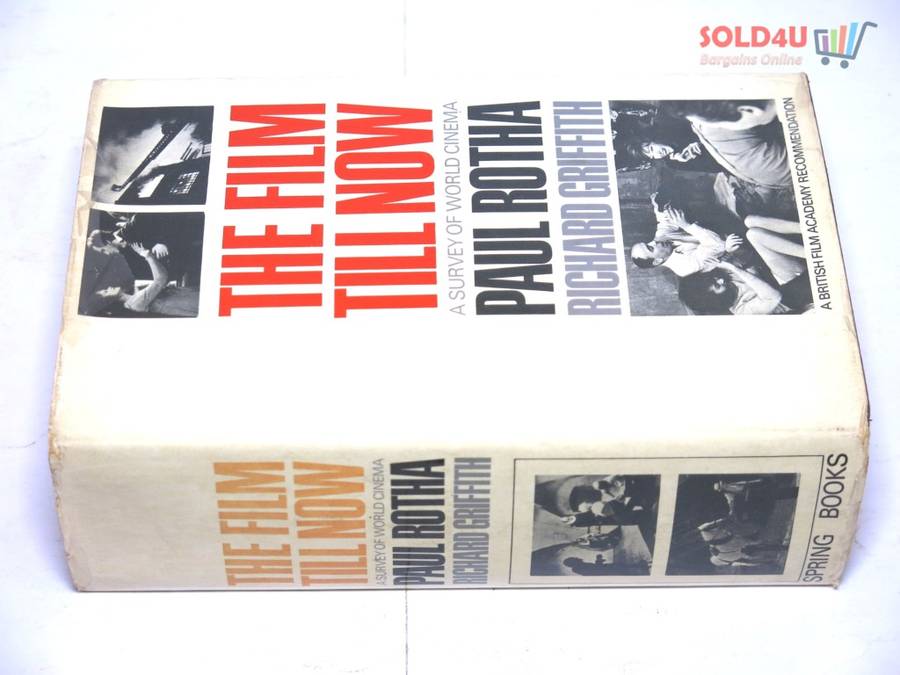 SOLD4U
Bargains Online
THE FILM
TILL NOW
A SURVEY OF WORLD CINEMA
PAUL ROTHA
RICHARD GRIFFITH
A BRITISH FILM ACADEMY RECOMMENDATION
THE FILM
TILL NOW
A SURVEY OF WORLD CINEMA
PAUL ROTHA
RICHARD GRIFFITH
SPRING BOOKS